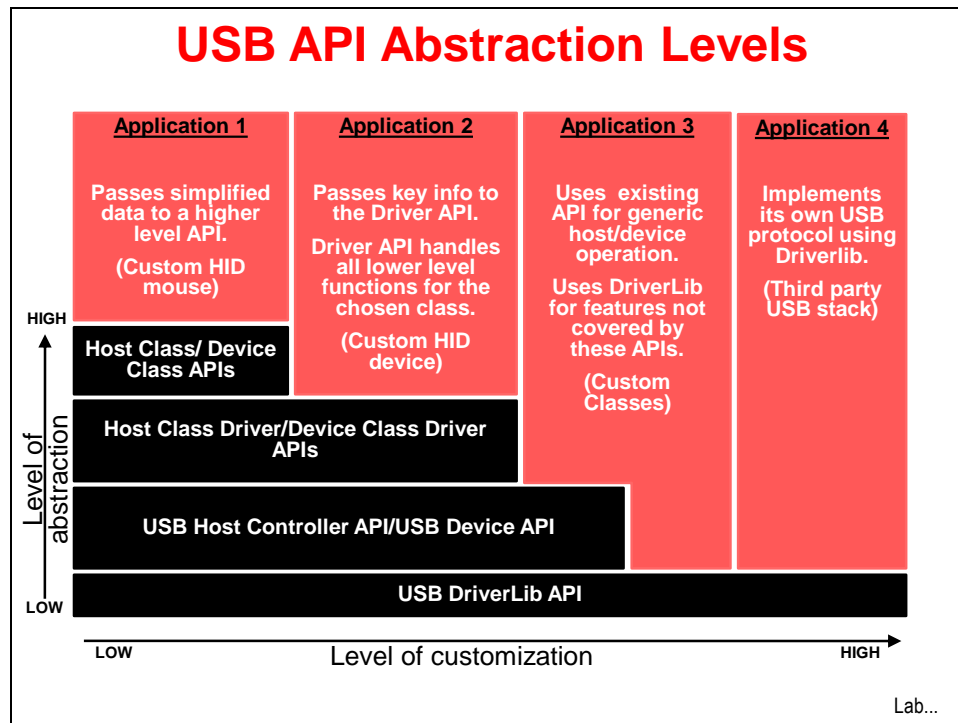 USB API Abstraction Levels
Application 1
Passes simplified
data to a higher
level API.
(Custom HID
mouse)
Application 2
Passes key info to
the Driver API.
Driver API handles
all lower level
functions for the
chosen class.
(Custom HID
device)
Application 3
Uses existing
API for generic
host/device
operation.
Uses DriverLib
for features not
covered by
these APIs.
(Custom
Classes)
Application 4
Implements
its own USB
protocol using
Driverlib.
(Third party
USB stack)
HIGH
Level of
abstraction
LOW
Host Class/ Device
Class APIs
Host Class Driver/Device Class Driver
APIs
USB Host Controller API/USB Device API
USB DriverLib API
LOW
Level of customization
HIGH
Lab...